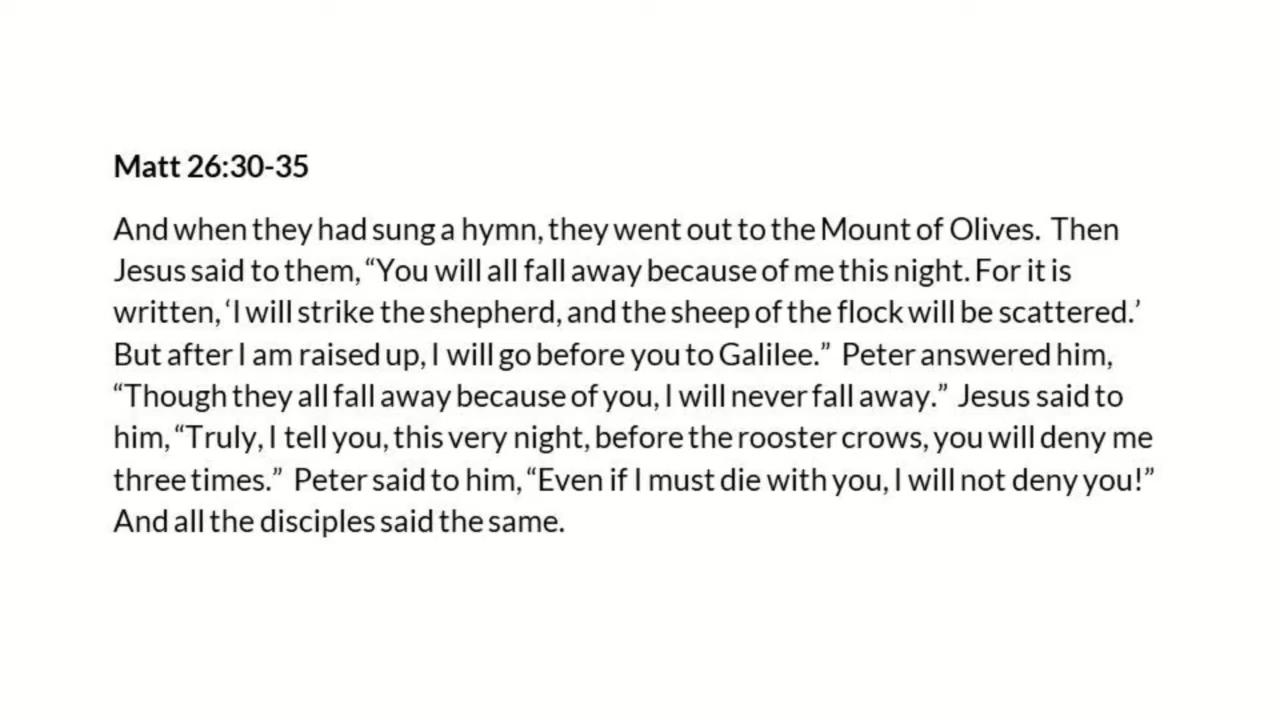 Matt 26:30-35
And when they had sung a hymn, they went out to the Mount of Olives. Then
Jesus said to them, “You will all fall away because of me this night. For it is
written, ‘I will strike the shepherd, and the sheep of the flock will be scattered.’
But after I am raised up, I will go before you to Galilee.” Peter answered him,
“Though they all fall away because of you, I will never fall away.” Jesus said to
him, “Truly, I tell you, this very night, before the rooster crows, you will deny me
three times.” Peter said to him, “Even if I must die with you, I will not deny you!”
And all the disciples said the same.